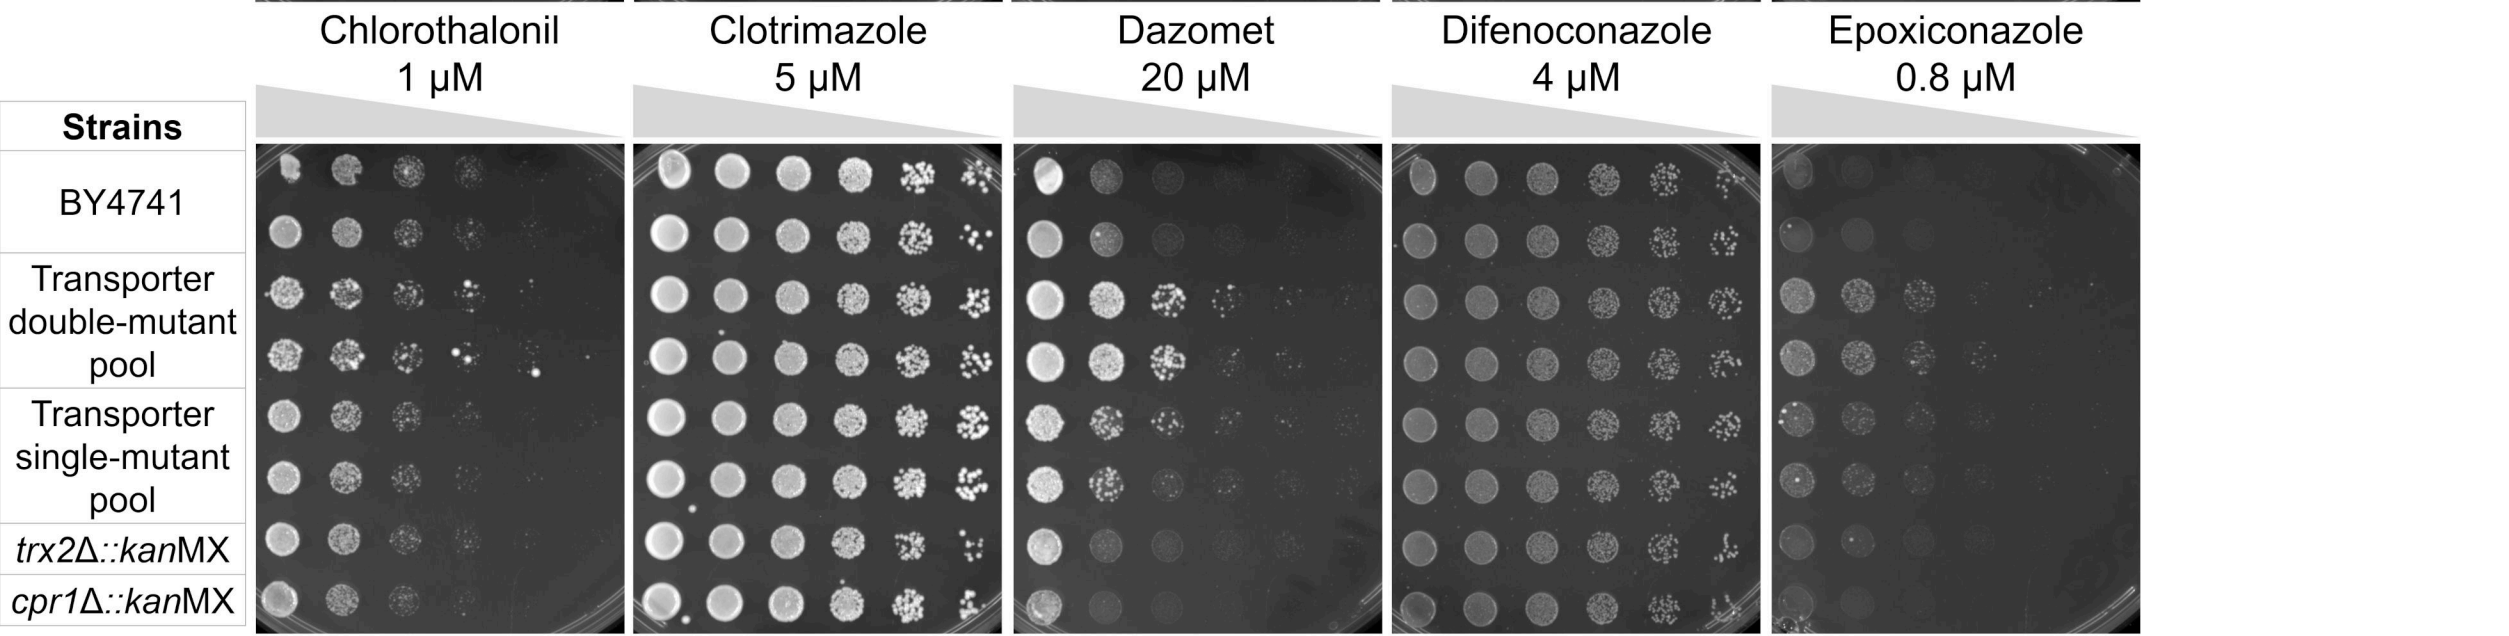 Chlorothalonil
1 µM
Clotrimazole
5 µM
Dazomet
20 µM
Difenoconazole
4 µM
Epoxiconazole
0.8 µM
Strains
BY4741
Transporter
double-mutant
pool
Transporter
single-mutant
pool
trx2Δ::kanMX
cpr1Δ::kanMX